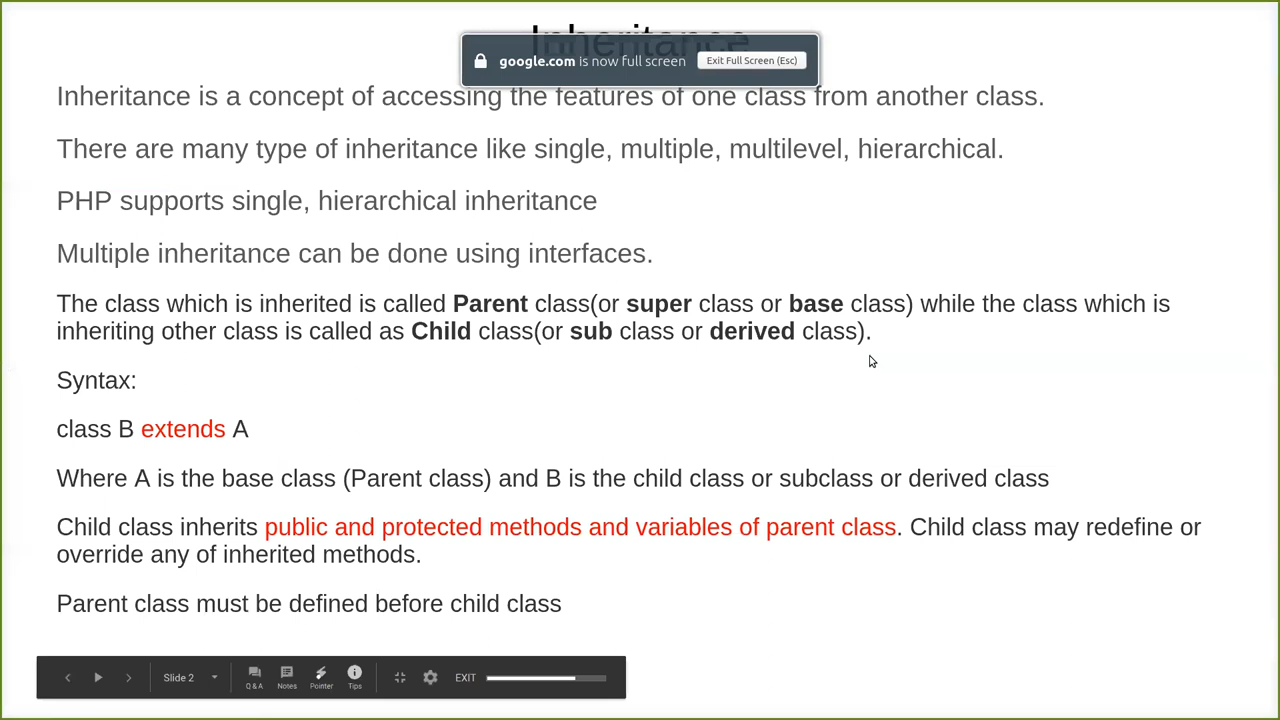 Inheritance
google.com is now full screen Exit Full Screen (Esc)
Inheritance is a concept of accessing the features of one class from another class.
There are many type of inheritance like single, multiple, multilevel, hierarchical.
PHP supports single, hierarchical inheritance
Multiple inheritance can be done using interfaces.
The class which is inherited is called Parent class(or super class or base class) while the class which is
inheriting other class is called as Child class(or sub class or derived class).
Syntax:
class B extends A
Where A is the base class (Parent class) and B is the child class or subclass or derived class
Child class inherits public and protected methods and variables of parent class. Child class may redefine or
override any of inherited methods.
Parent class must be defined before child class
Slide 2 Q & A Notes Pointer Tips EXIT